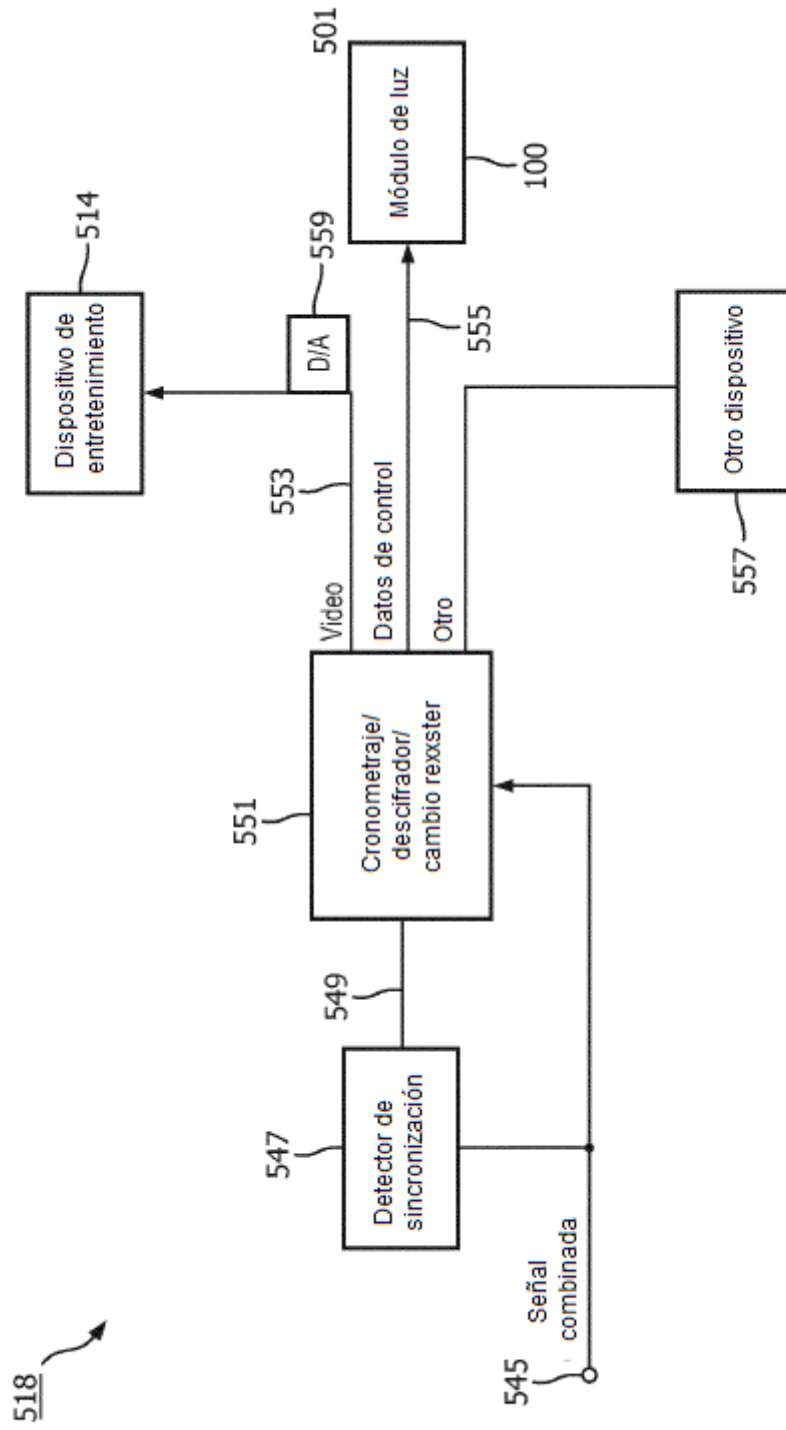 518
545
Señal
combinada
547
Detector de
sincronización
549
551
Cronometraje/
descifrador/
cambio rexxster
Video
Datos de control
Otro
553
D/A
559
555
Dispositivo de
entretenimiento
514
Módulo de luz
501
100
Otro dispositivo
557